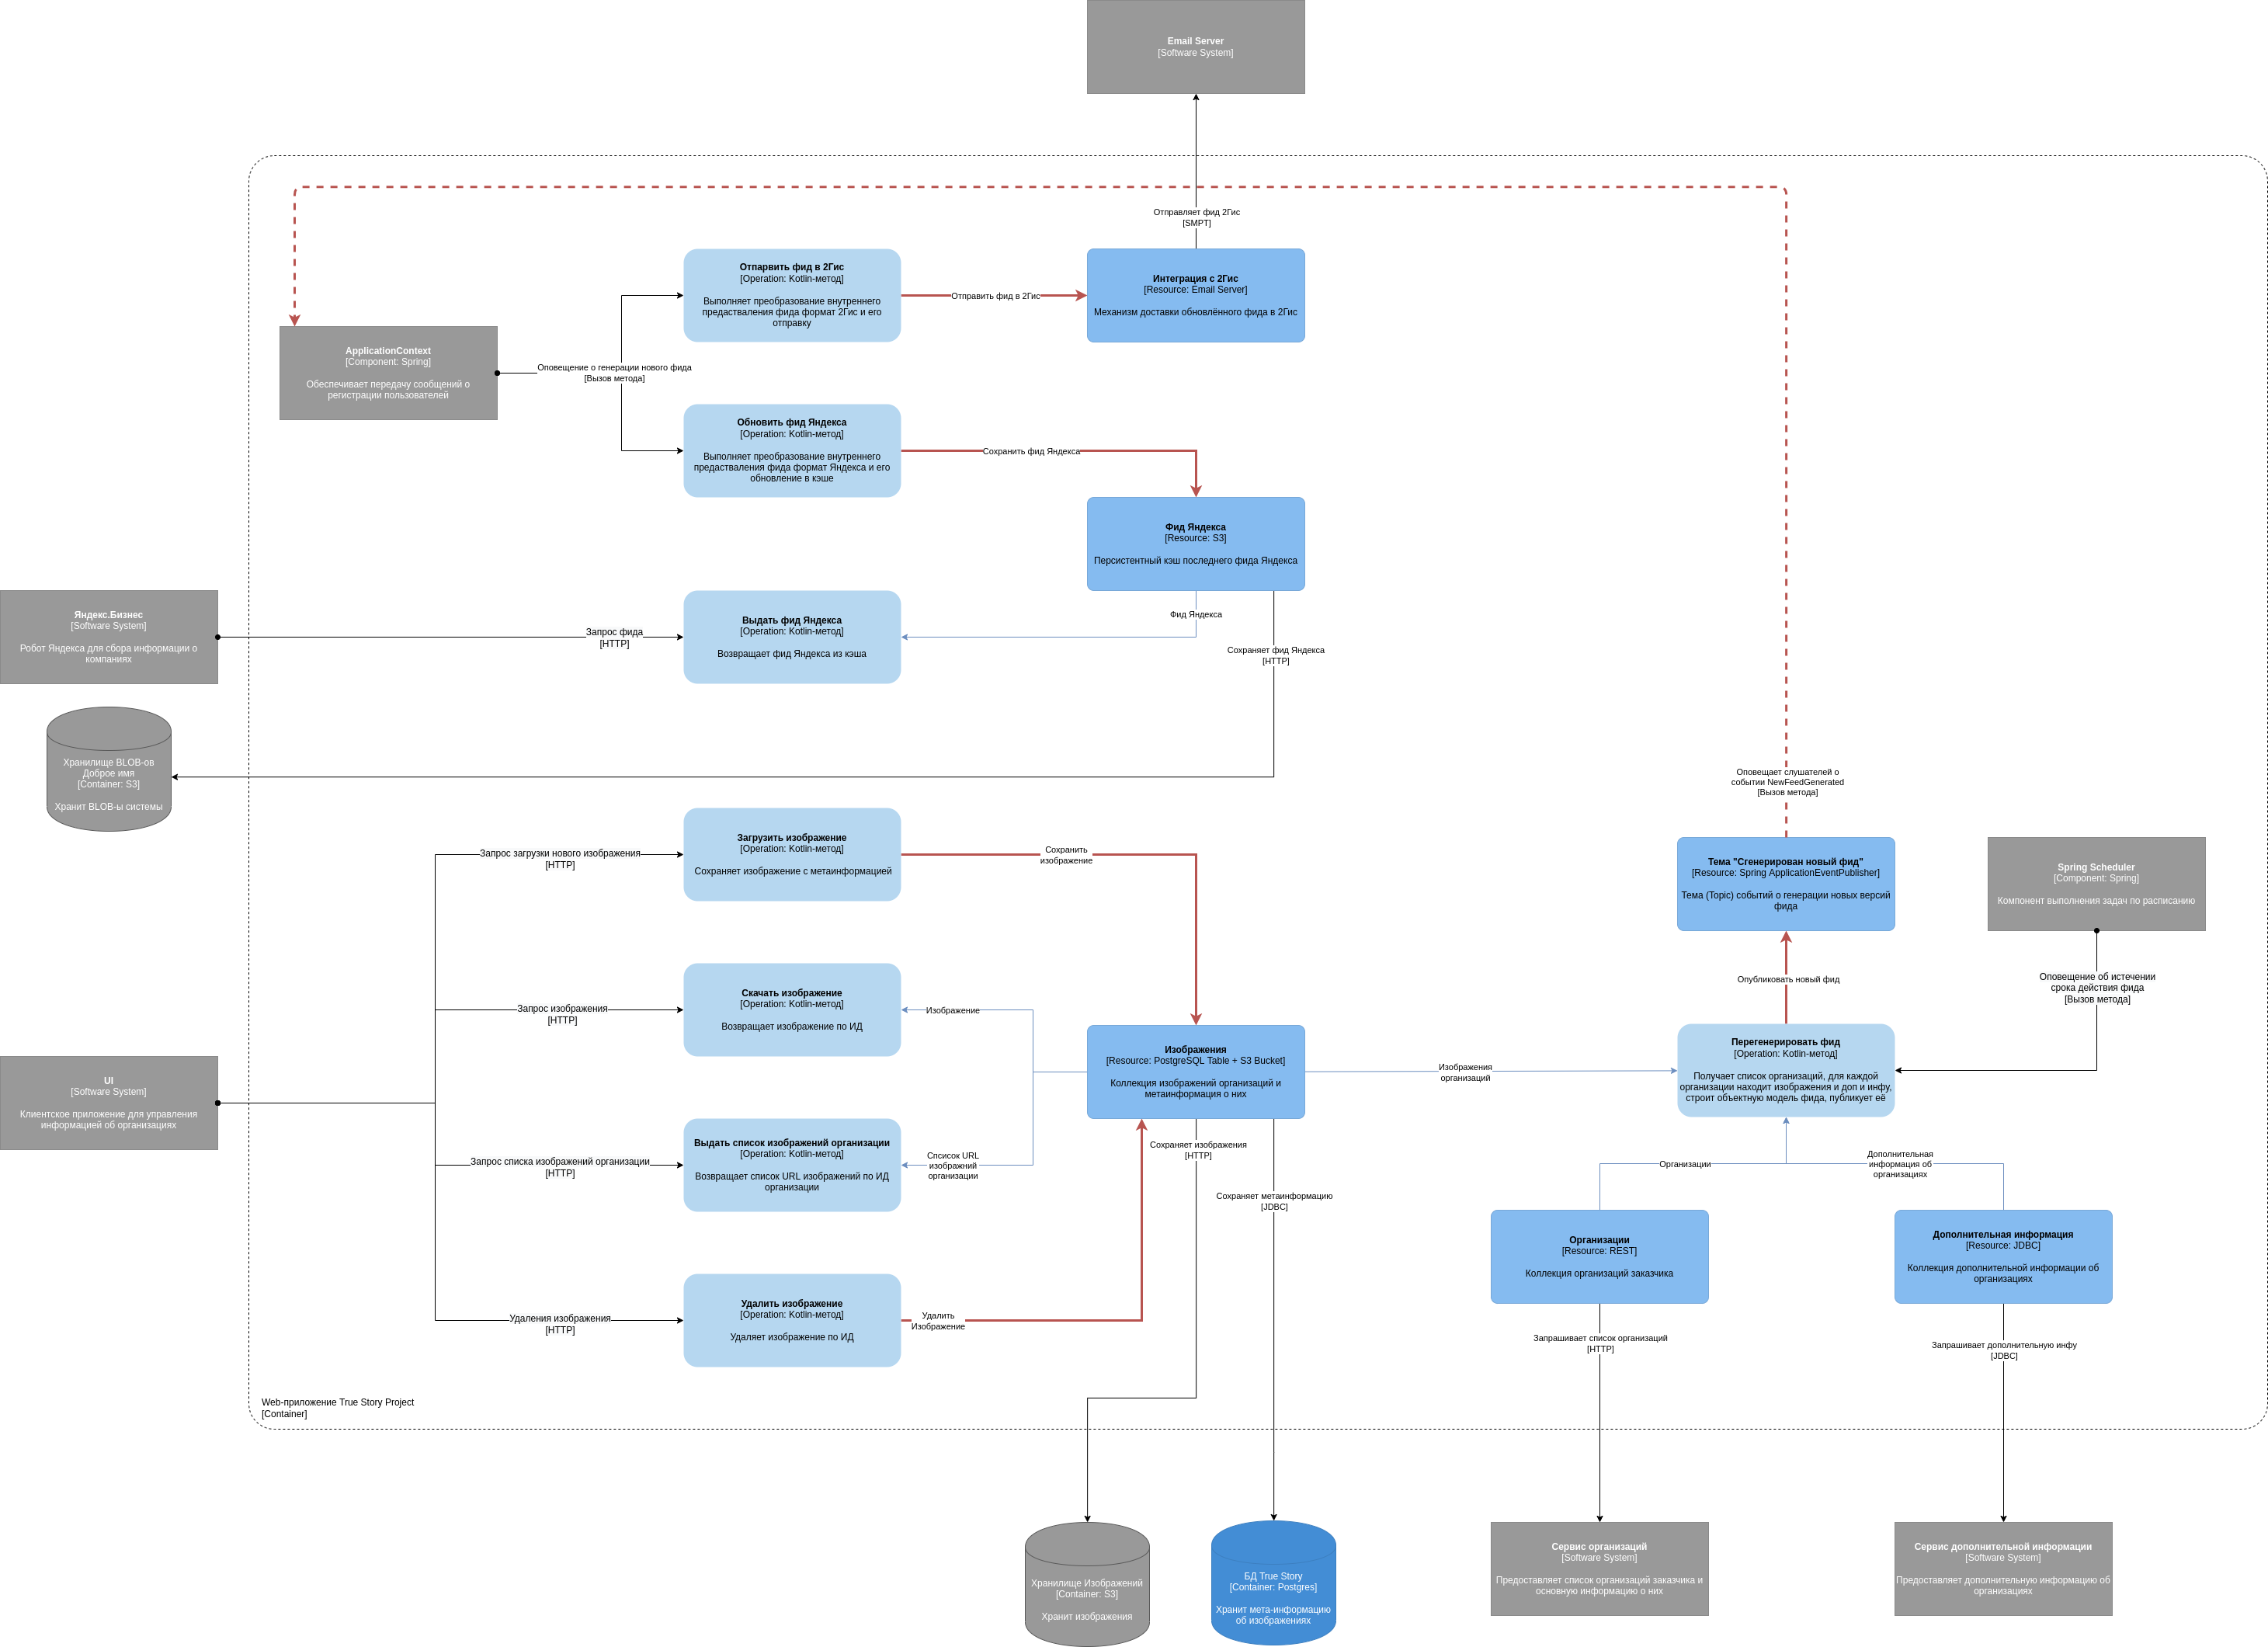 Email Server
[Software System]
Отправляет фид 2Гис
[SMPT]
Отпарвить фид в 2Гис
[Operation: Kotlin-метод]
Выполняет преобразование внутреннего
предаставления фида формат 2Гис и его
отправку
Отправить фид в 2Гис
Интеграция с 2Гис
[Resource: Email Server]
Механизм доставки обновлённого фида в 2Гис
ApplicationContext
[Component: Spring]
Обеспечивает передачу сообщений о
регистрации пользователей
Оповещение о генерации нового фида
[Вызов метода]
Обновить фид Яндекса
[Operation: Kotlin-метод]
Выполняет преобразование внутреннего
предаставления фида формат Яндекса и его
обновление в кэше
Сохранить фид Яндекса
Фид Яндекса
[Resource: S3]
Персистентный кэш последнего фида Яндекса
Яндекс.Бизнес
[Software System]
Робот Яндекса для сбора информации о
компаниях
Запрос фида
[HTTP]
Выдать фид Яндекса
[Operation: Kotlin-метод]
Возвращает фид Яндекса из кэша
Фид Яндекса
Сохраняет фид Яндекса
[HTTP]
Хранилище BLOB-ов
Доброе имя
[Container: S3]
Хранит BLOB-ы системы
Оповещает слушателей о
событии NewFeedGenerated
[Вызов метода]
Запрос загрузки нового изображения
[HTTP]
Загрузить изображение
[Operation: Kotlin-метод]
Сохраняет изображение с метаинформацией
Сохранить
изображение
Тема "Сгенерирован новый фид"
[Resource: Spring ApplicationEventPublisher]
Тема (Topic) событий о генерации новых версий
фида
Spring Scheduler
[Component: Spring]
Компонент выполнения задач по расписанию
Опубликовать новый фид
Оповещение об истечении
срока действия фида
[Вызов метода]
Запрос изображения
[HTTP]
Скачать изображение
[Operation: Kotlin-метод]
Возвращает изображение по ИД
Изображение
UI
[Software System]
Клиентское приложение для управления
информацией об организациях
Изображения
[Resource: PostgreSQL Table + S3 Bucket]
Коллекция изображений организаций и
метаинформация о них
Изображения
организаций
Перегенерировать фид
[Operation: Kotlin-метод]
Получает список организаций, для каждой
организации находит изображения и доп и инфу,
строит объектную модель фида, публикует её
Запрос списка изображений организации
[HTTP]
Выдать список изображений организации
[Operation: Kotlin-метод]
Возвращает список URL изображений по ИД
организации
Спсисок URL
изображний
организации
Сохраняет изображения
[HTTP]
Сохраняет метаинформацию
[JDBC]
Организации
Дополнительная
информация об
организациях
Организации
[Resource: REST]
Коллекция организаций заказчика
Дополнительная информация
[Resource: JDBC]
Коллекция дополнительной информации об
организациях
Удаления изображения
[HTTP]
Удалить изображение
[Operation: Kotlin-метод]
Удаляет изображение по ИД
Удалить
Изображение
Запрашивает список организаций
[HTTP]
Запрашивает дополнительную инфу
[JDBC]
Web-приложение True Story Project
[Container]
Хранилище Изображений
[Container: S3]
Хранит изображения
БД True Story
[Container: Postgres]
Хранит мета-информацию
об изображениях
Сервис организаций
[Software System]
Предоставляет список организаций заказчика и
основную информацию о них
Сервис дополнительной информации
[Software System]
Предоставляет дополнительную информацию об
организациях